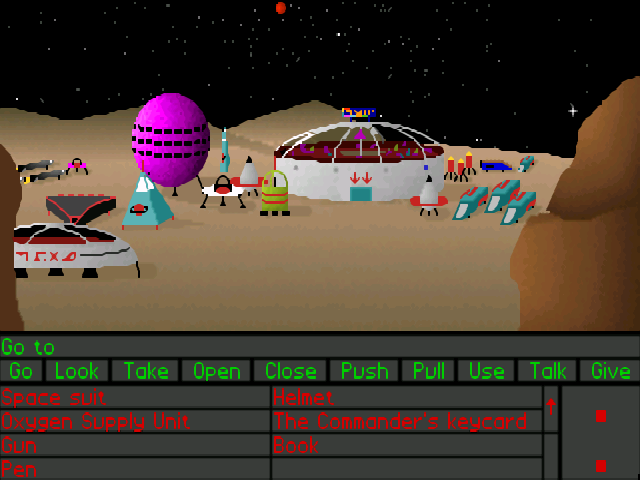 Go to
Go Look Take Open Close Push Pull Use Talk Give
Space suit Helmet
Oxygen Supply Unit The Commander's keycard
Gun Book
Pen